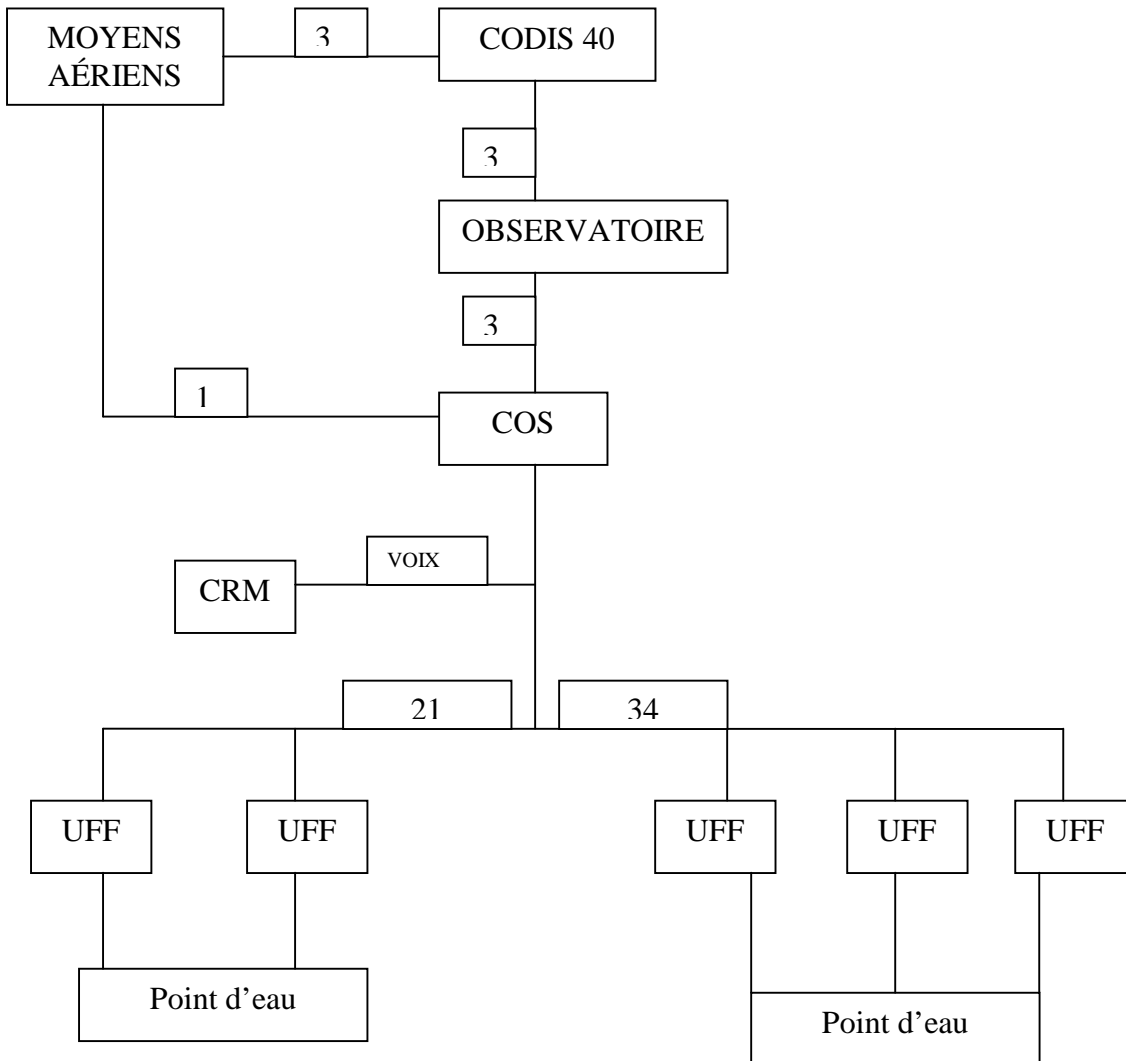 MOYENS
AÉRIENS
3
CODIS 40
3
OBSERVATOIRE
3
1
COS
VOIX
CRM
21
34
UFF
UFF
UFF
UFF
UFF
Point d’eau
Point d’eau